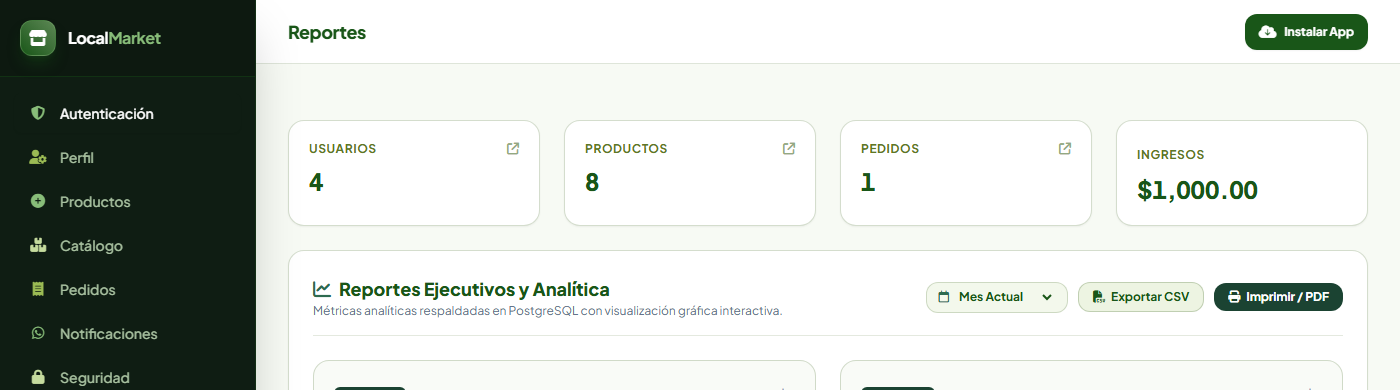 LocalMarket
Reportes
Instalar App
Autenticación
Perfil
Productos
Catálogo
Pedidos
Notificaciones
Seguridad
USUARIOS
4
PRODUCTOS
8
PEDIDOS
1
INGRESOS
$1,000.00
Reportes Ejecutivos y Analítica
Métricas analíticas respaldadas en PostgreSQL con visualización gráfica interactiva.
Mes Actual
Exportar CSV
Imprimir / PDF